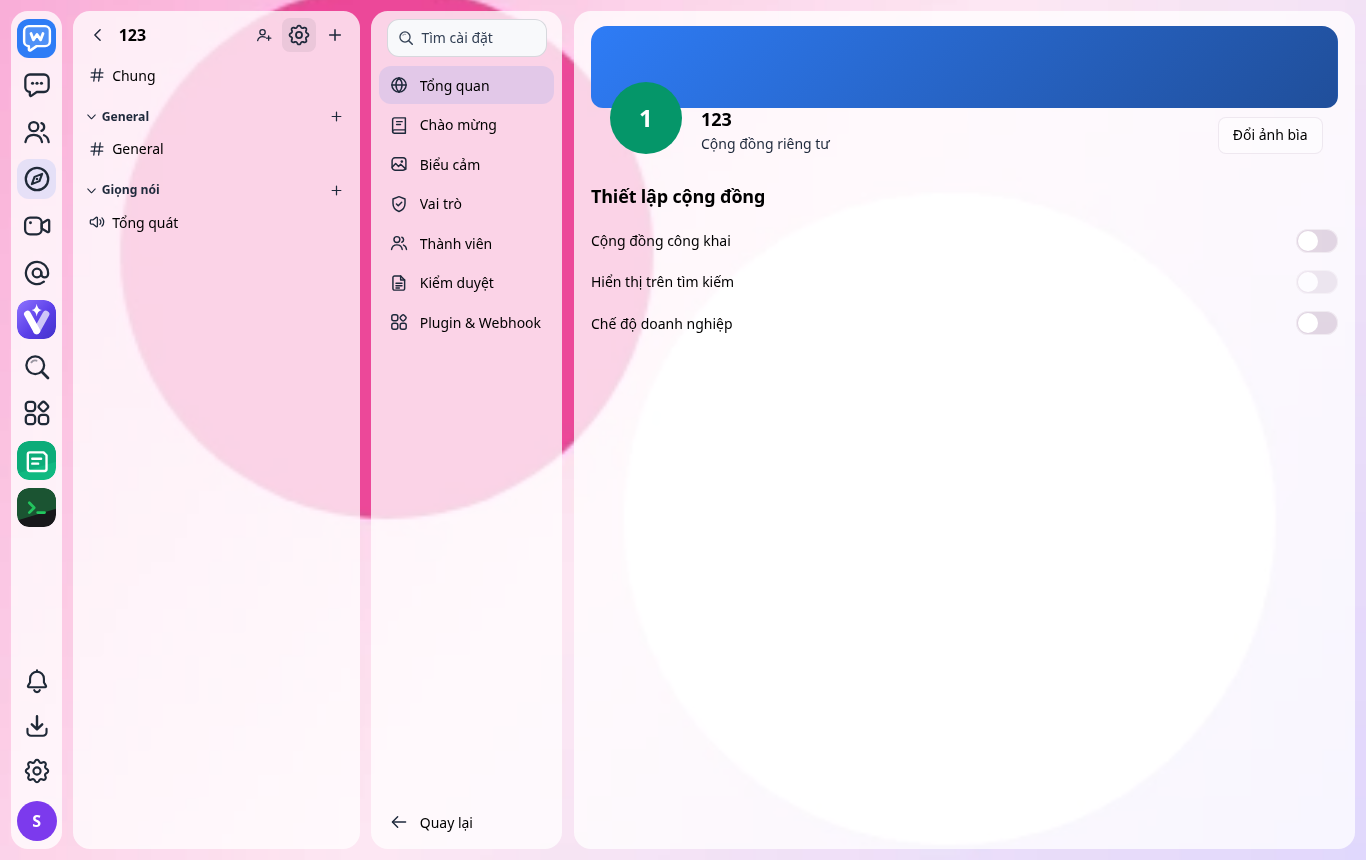 123
Chung
General
General
Giọng nói
Tổng quát
S
Tìm cài đặt
Tổng quan
Chào mừng
Biểu cảm
Vai trò
Thành viên
Kiểm duyệt
Plugin & Webhook
Quay lại
1
123
Cộng đồng riêng tư
Đổi ảnh bìa
Thiết lập cộng đồng
Cộng đồng công khai
Hiển thị trên tìm kiếm
Chế độ doanh nghiệp